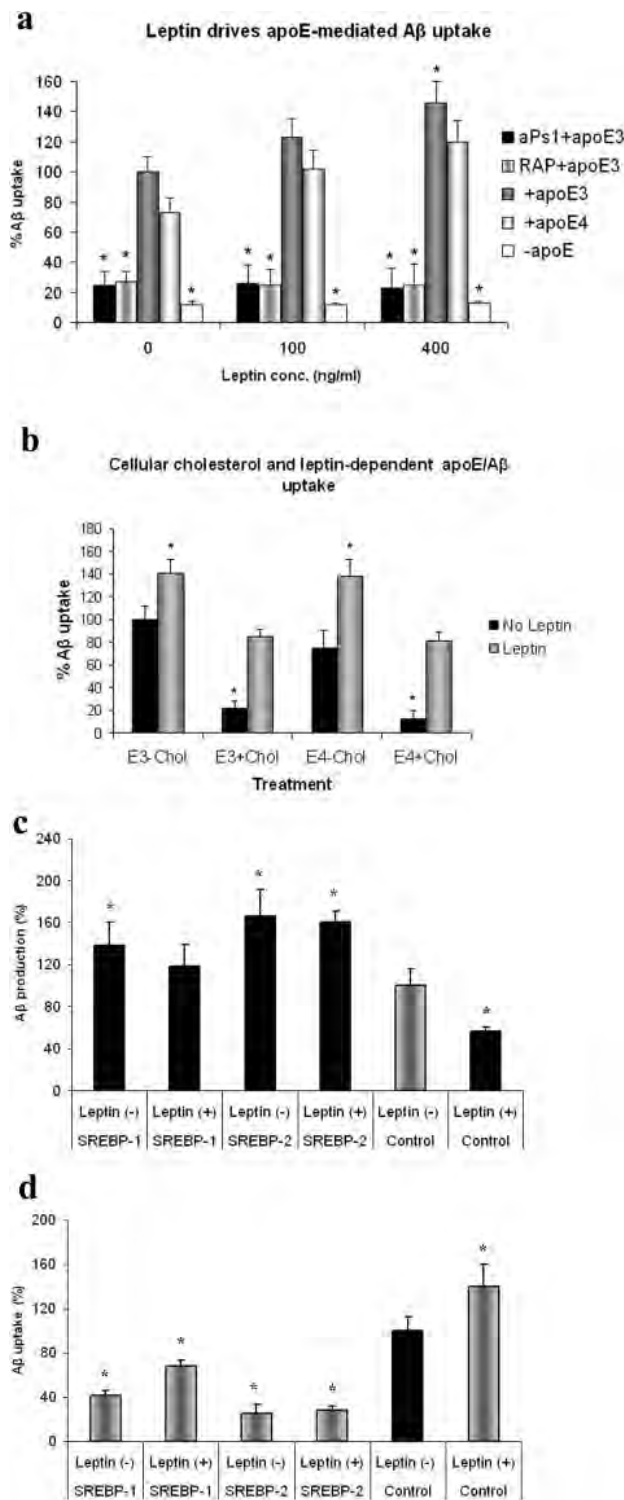 a
Leptin drives apoE-mediated Aβ uptake
%Aβ uptake
160
140
120
100
80
60
40
20
0
* * *
* * *
* * * *
0 100 400
Leptin conc. (ng/ml)
aPs1+apoE3
RAP+apoE3
+apoE3
+apoE4
-apoE
b
Cellular cholesterol and leptin-dependent apoE/Aβ
uptake
% Aβ uptake
180
160
140
120
100
80
60
40
20
0
* * * *
E3-Chol E3+Chol E4-Chol E4+Chol
Treatment
No Leptin
Leptin
c
Aβ production (%)
240
200
160
120
80
40
0
* * * *
Leptin (-) Leptin (+) Leptin (-) Leptin (+) Leptin (-) Leptin (+)
SREBP-1 SREBP-1 SREBP-2 SREBP-2 Control Control
d
Aβ uptake (%)
200
160
120
80
40
0
* * * * *
Leptin (-) Leptin (+) Leptin (-) Leptin (+) Leptin (-) Leptin (+)
SREBP-1 SREBP-1 SREBP-2 SREBP-2 Control Control